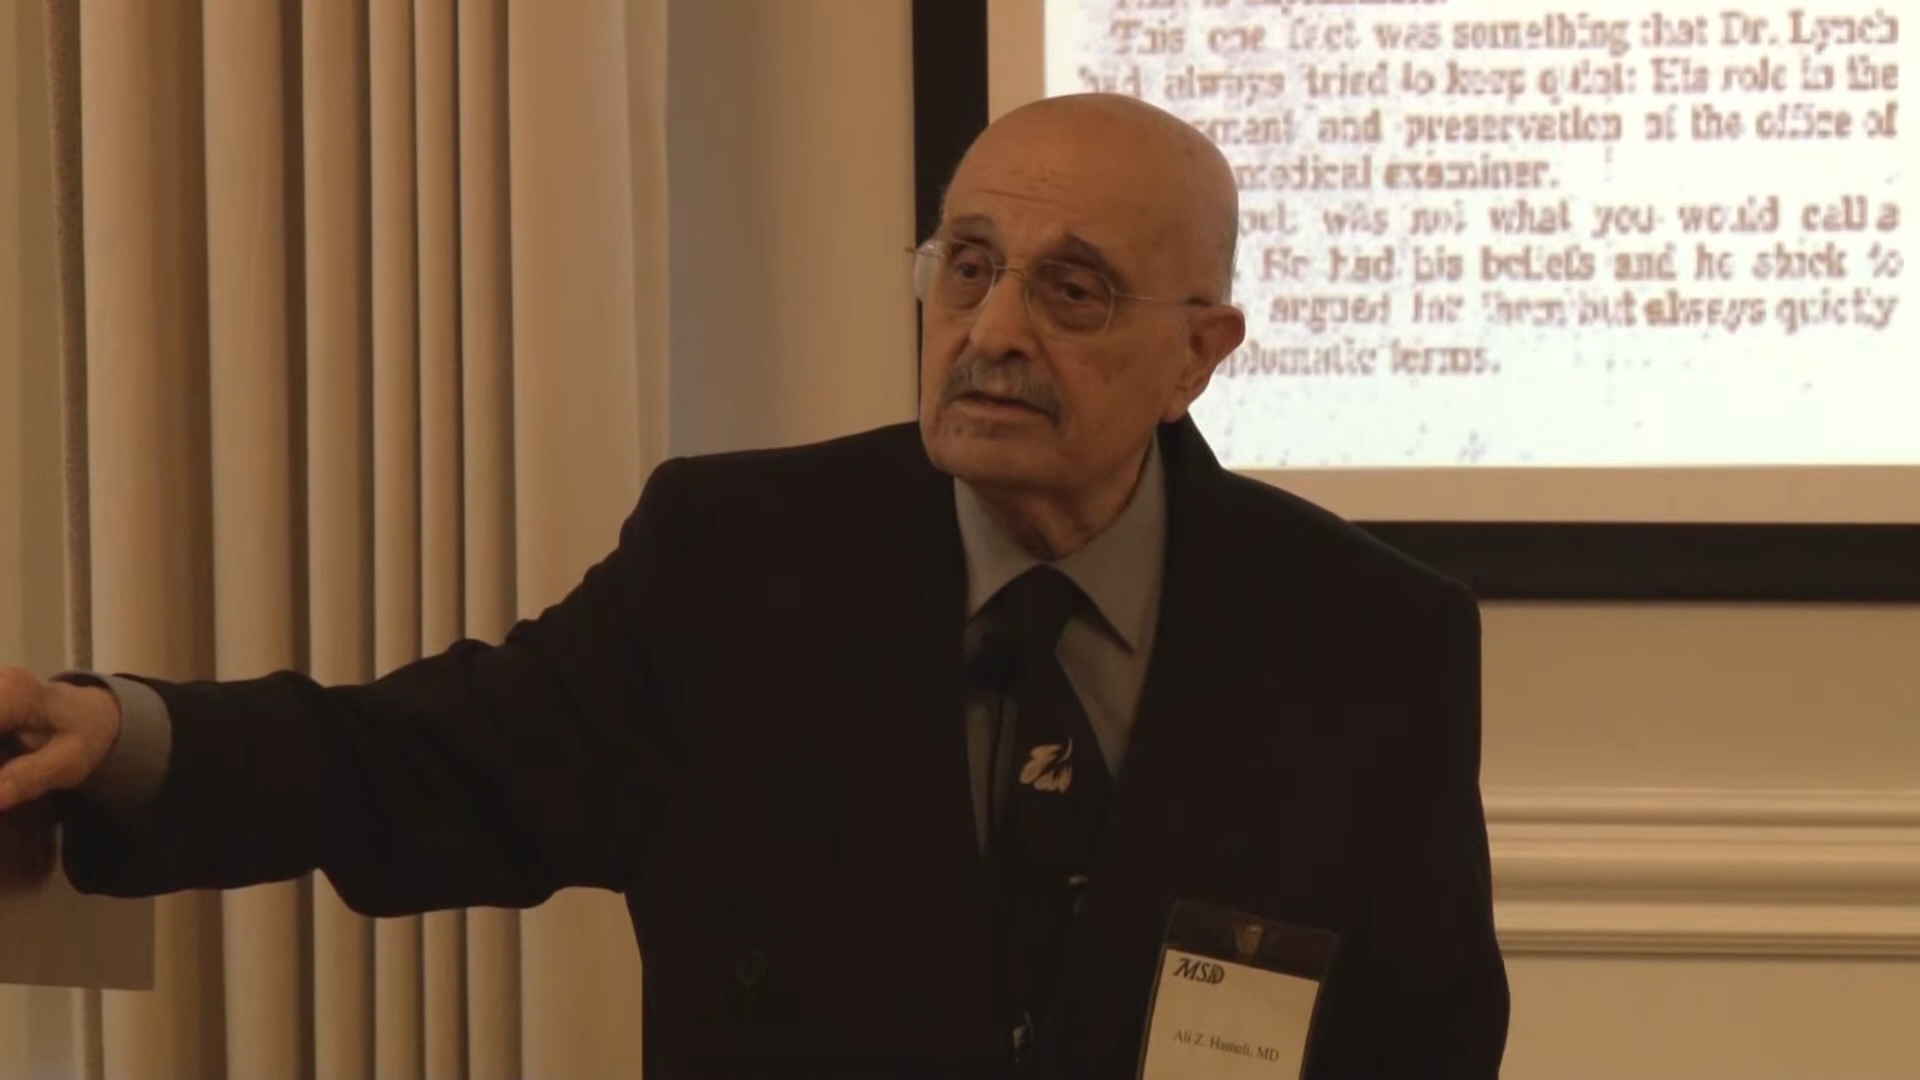 This one fact was something that Dr. Lynch
had always tried to keep quiet: His role in the
and preservation of the office of
medical examiner.
was not what you would call a
He had his beliefs and he stuck to
argued for them but always quietly
terms.
MSD
Ali Z. Hameli, MD